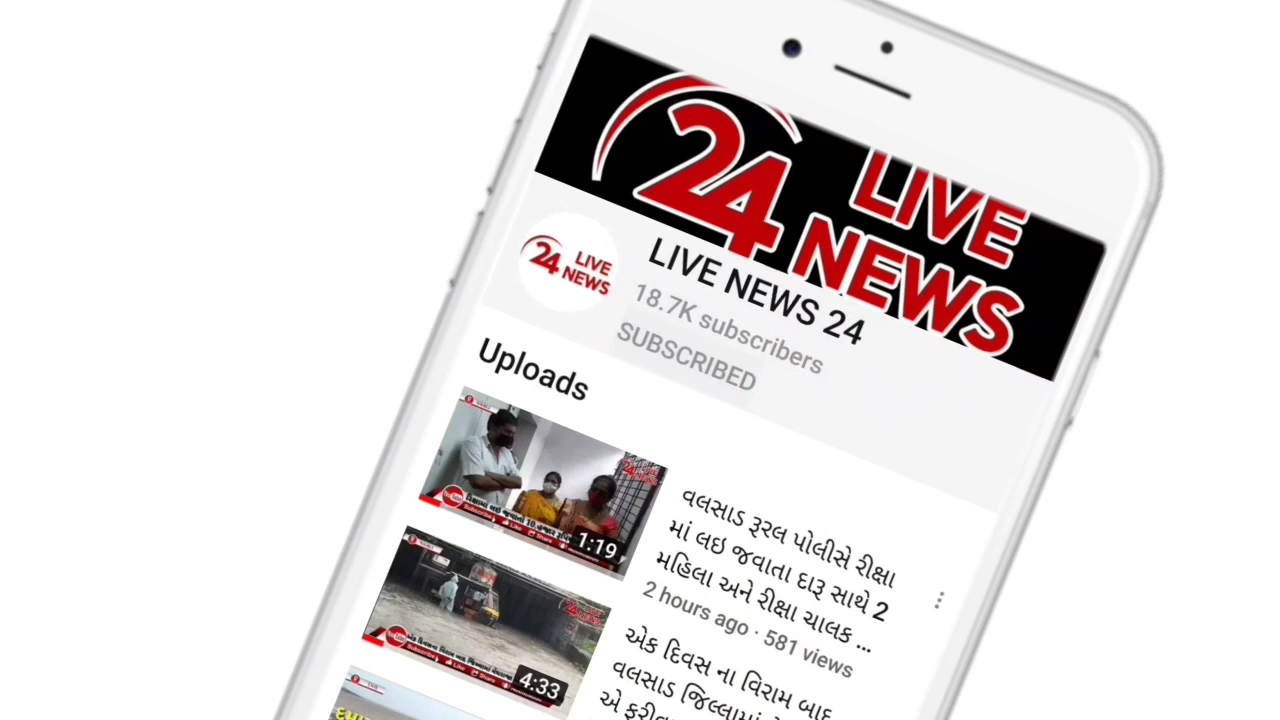 24 LIVE
NEWS
24 LIVE
NEWS
LIVE NEWS 24
18.7K subscribers
SUBSCRIBED
Uploads
1:19
વલસાડ રૂરલ પોલીસે રીક્ષા
માં લઇ જવાતા દારૂ સાથે 2
મહિલા અને રીક્ષા ચાલક ...
2 hours ago · 581 views
4:33
એક દિવસ ના વિરામ બાદ
વલસાડ જિલ્લામાં